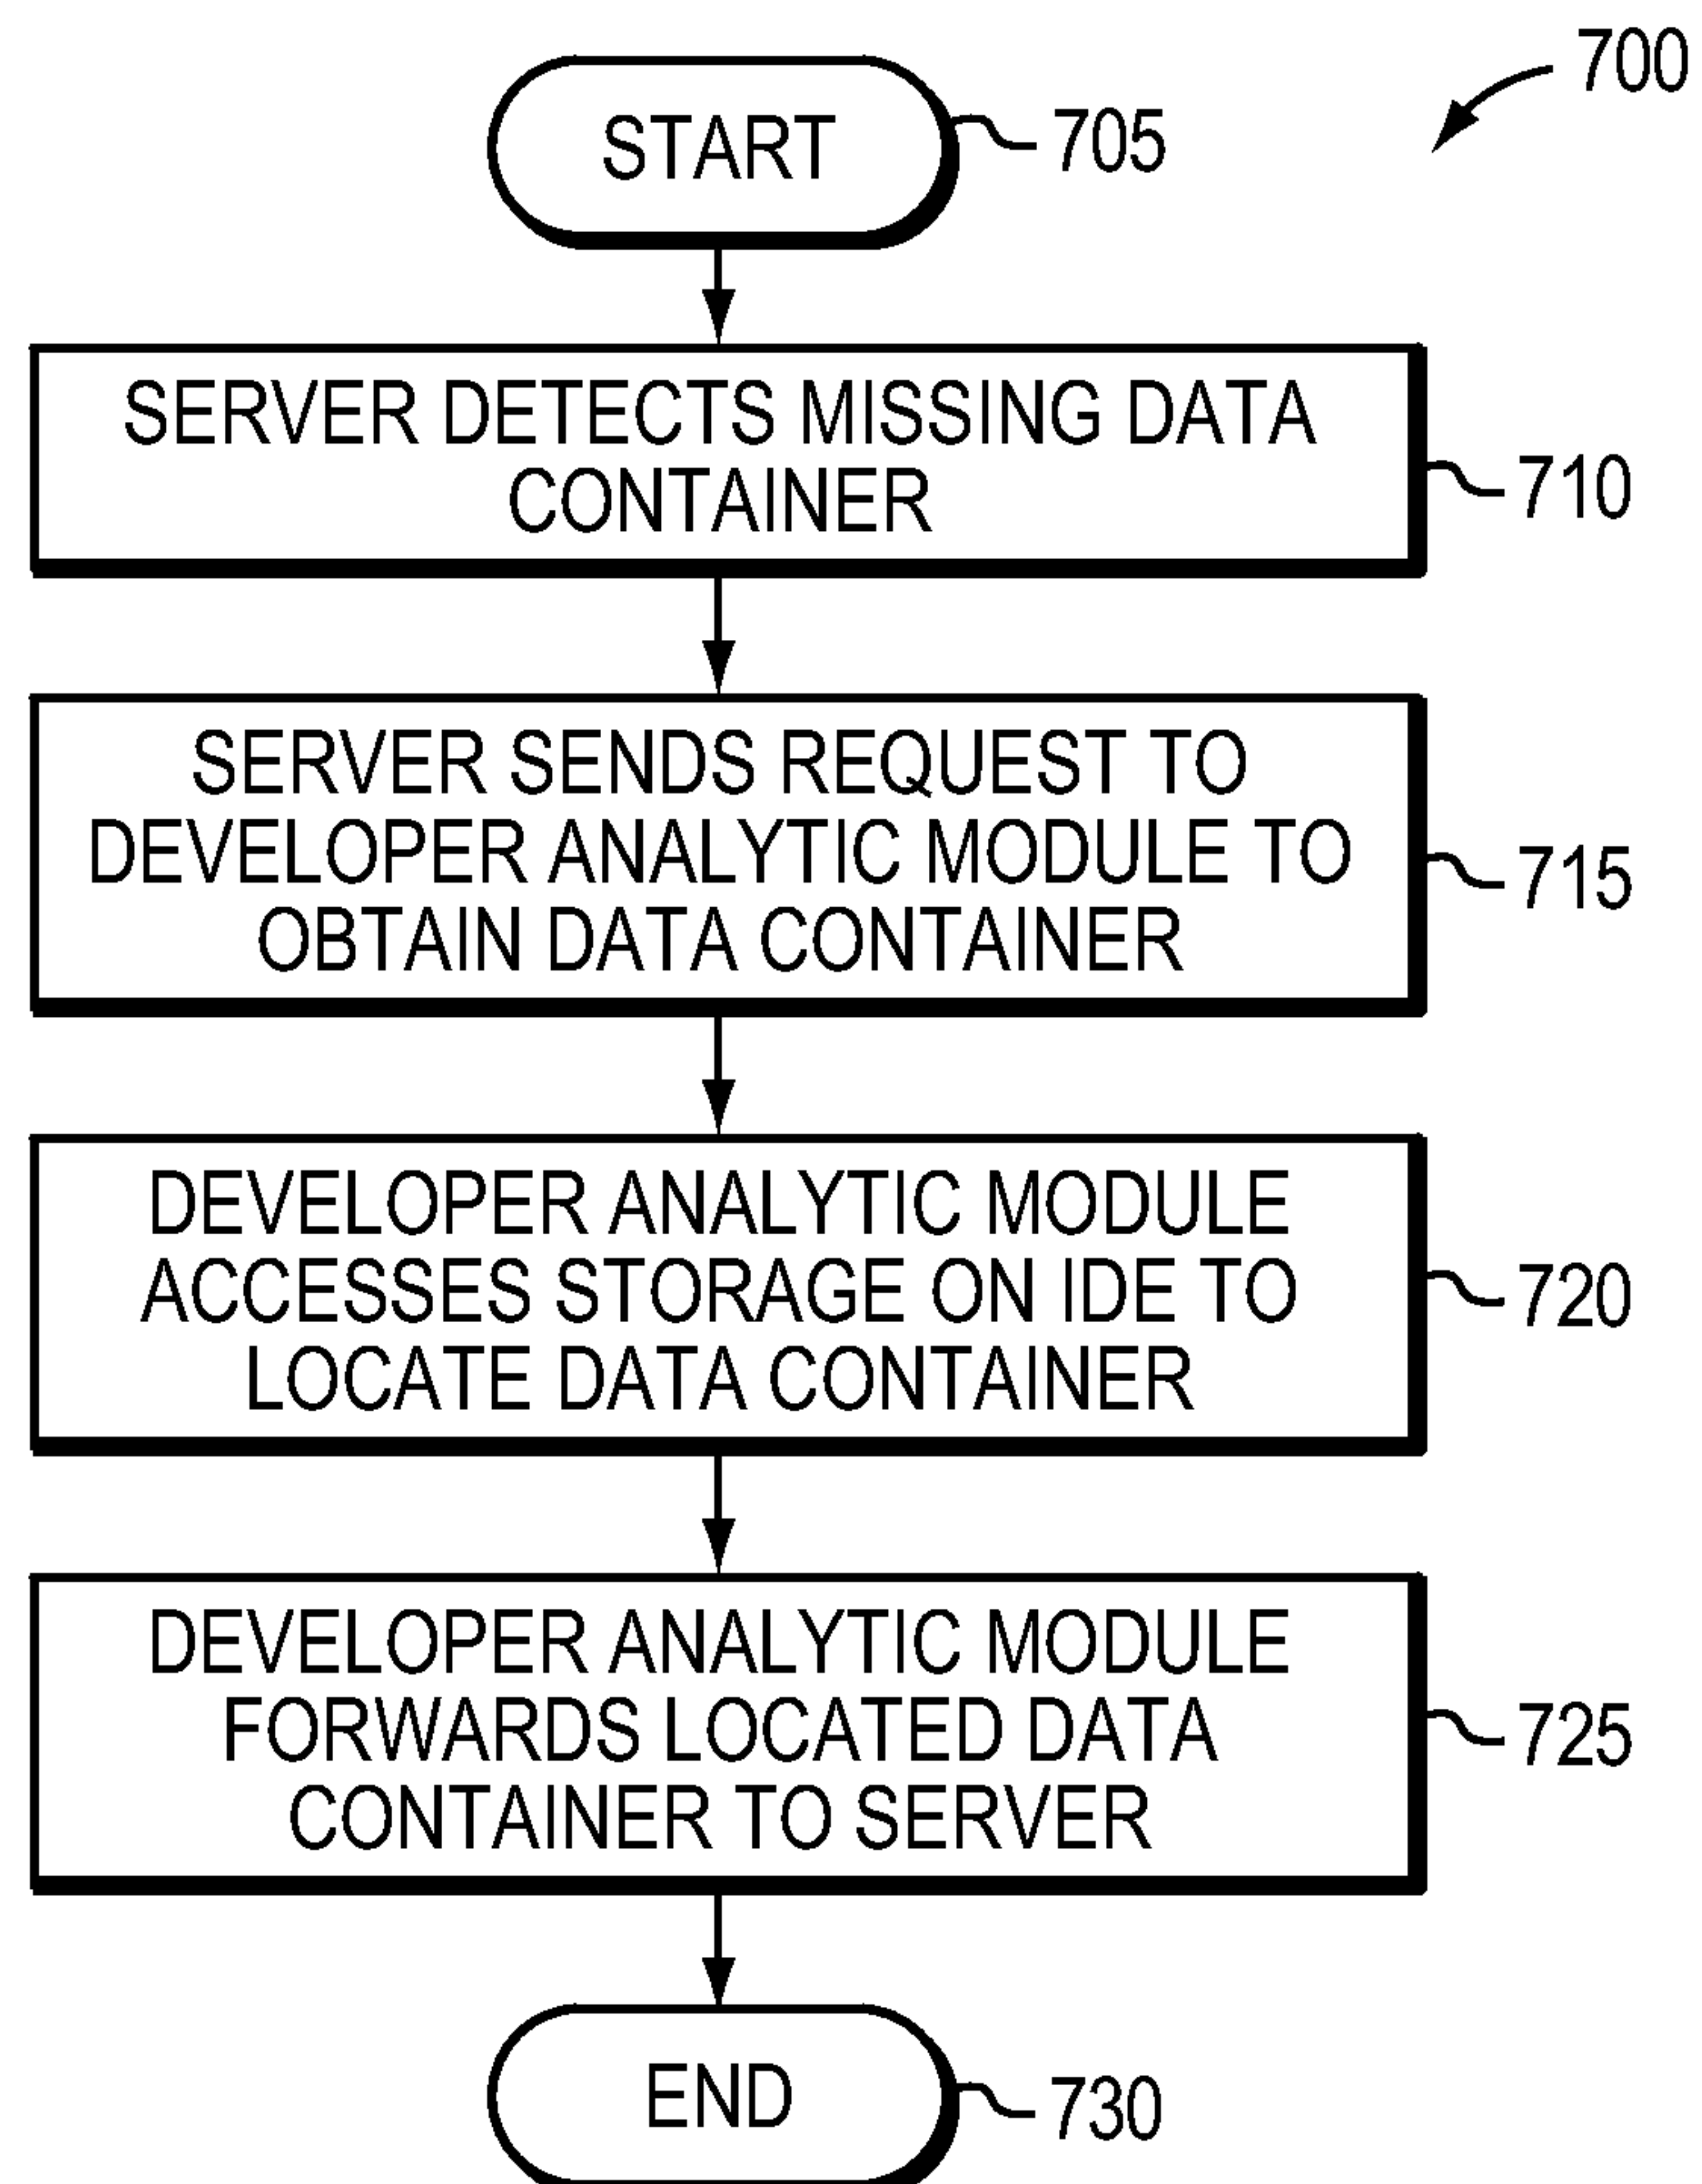 700
START
705
SERVER DETECTS MISSING DATA
CONTAINER
710
SERVER SENDS REQUEST TO
DEVELOPER ANALYTIC MODULE TO
OBTAIN DATA CONTAINER
715
DEVELOPER ANALYTIC MODULE
ACCESSES STORAGE ON IDE TO
LOCATE DATA CONTAINER
720
DEVELOPER ANALYTIC MODULE
FORWARDS LOCATED DATA
CONTAINER TO SERVER
725
END
730